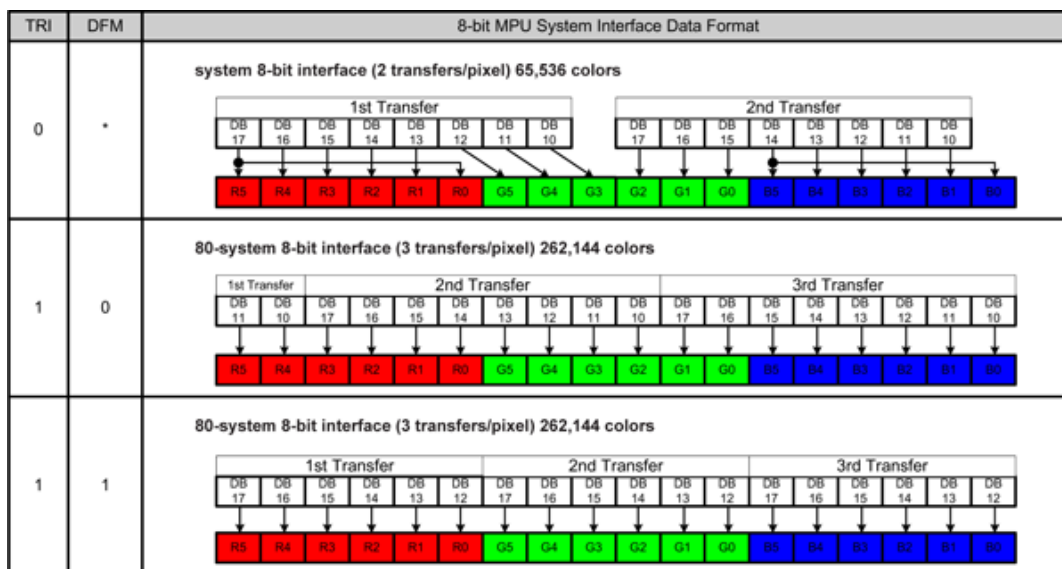 TRI DFM 8-bit MPU System Interface Data Format
system 8-bit interface (2 transfers/pixel) 65,536 colors
1st Transfer 2nd Transfer
0 *
DB 17 DB 16 DB 15 DB 14 DB 13 DB 12 DB 11 DB 10 DB 17 DB 16 DB 15 DB 14 DB 13 DB 12 DB 11 DB 10
R5 R4 R3 R2 R1 R0 G5 G4 G3 G2 G1 G0 B5 B4 B3 B2 B1 B0
80-system 8-bit interface (3 transfers/pixel) 262,144 colors
1st Transfer 2nd Transfer 3rd Transfer
1 0
DB 11 DB 10 DB 17 DB 16 DB 15 DB 14 DB 13 DB 12 DB 11 DB 10 DB 17 DB 16 DB 15 DB 14 DB 13 DB 12 DB 11 DB 10
R5 R4 R3 R2 R1 R0 G5 G4 G3 G2 G1 G0 B5 B4 B3 B2 B1 B0
80-system 8-bit interface (3 transfers/pixel) 262,144 colors
1st Transfer 2nd Transfer 3rd Transfer
1 1
DB 17 DB 16 DB 15 DB 14 DB 13 DB 12 DB 17 DB 16 DB 15 DB 14 DB 13 DB 12 DB 17 DB 16 DB 15 DB 14 DB 13 DB 12
R5 R4 R3 R2 R1 R0 G5 G4 G3 G2 G1 G0 B5 B4 B3 B2 B1 B0